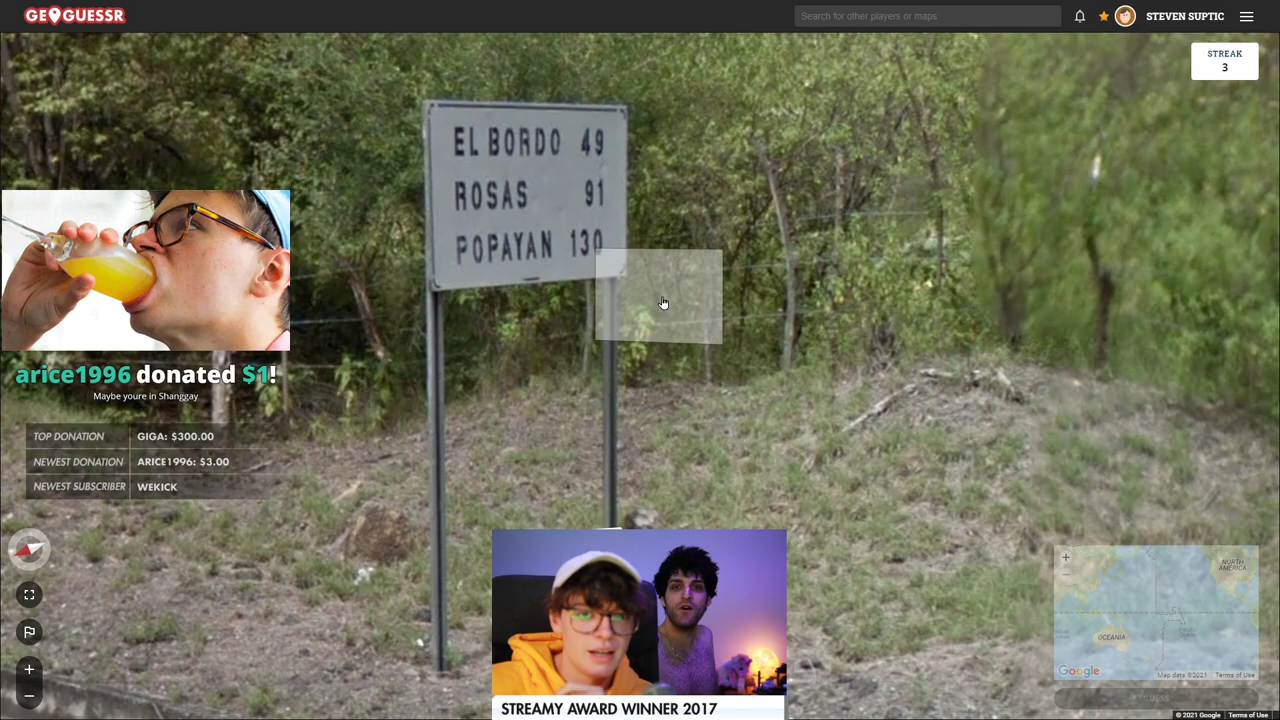 GEOGUESSR
Search for other players or maps
STEVEN SUPTIC
STREAK
3
EL BORDO 49
ROSAS 91
POPAYAN 130
arice1996 donated $1!
Maybe youre in Shanggay
TOP DONATION GIGA: $300.00
NEWEST DONATION ARICE1996: $3.00
NEWEST SUBSCRIBER WEKICK
NORTH
AMERICA
OCEANIA
Google
Map data ©2021 Terms of Use
STREAMY AWARD WINNER 2017
© 2021 Google Terms of Use